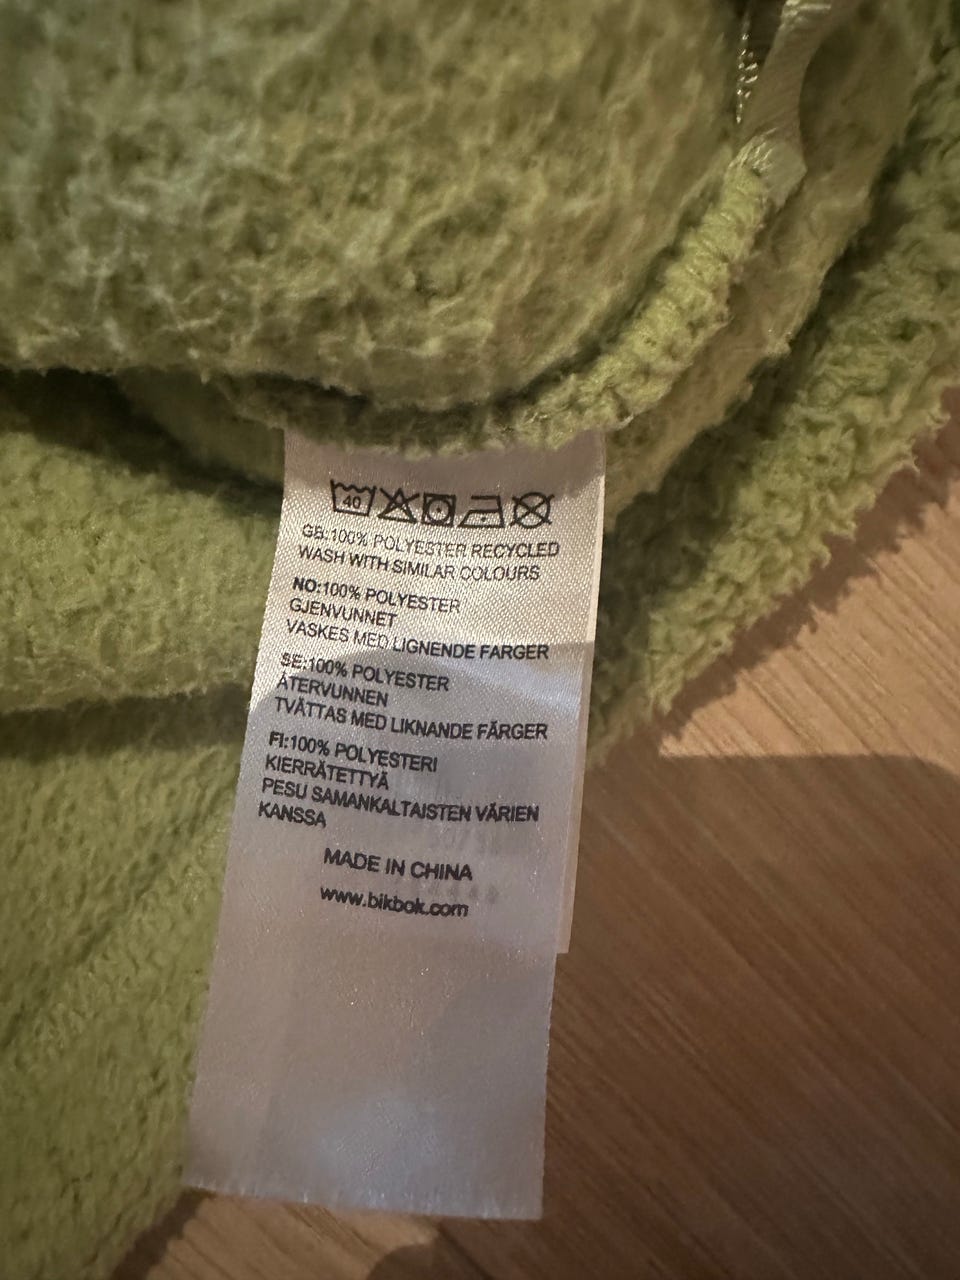 40
GB:100% POLYESTER RECYCLED
WASH WITH SIMILAR COLOURS
NO:100% POLYESTER
GJENVUNNET
VASKES MED LIGNENDE FARGER
SE:100% POLYESTER
ÅTERVUNNEN
TVÄTTAS MED LIKNANDE FÄRGER
FI:100% POLYESTERI
KIERRÄTETTYÄ
PESU SAMANKALTAISTEN VÄRIEN
KANSSA
MADE IN CHINA
www.bikbok.com